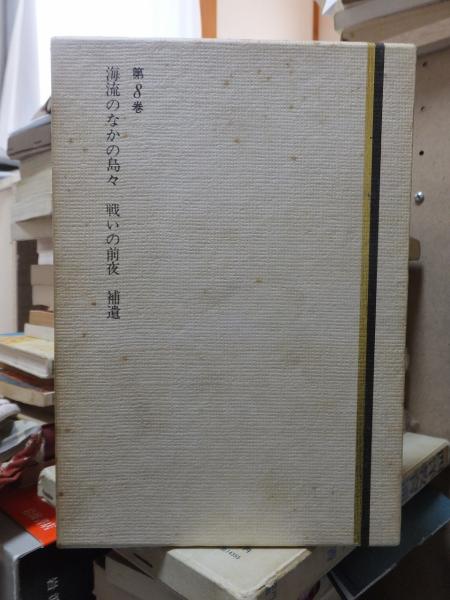 第8巻
海流のなかの島々　戦いの前夜　補遺